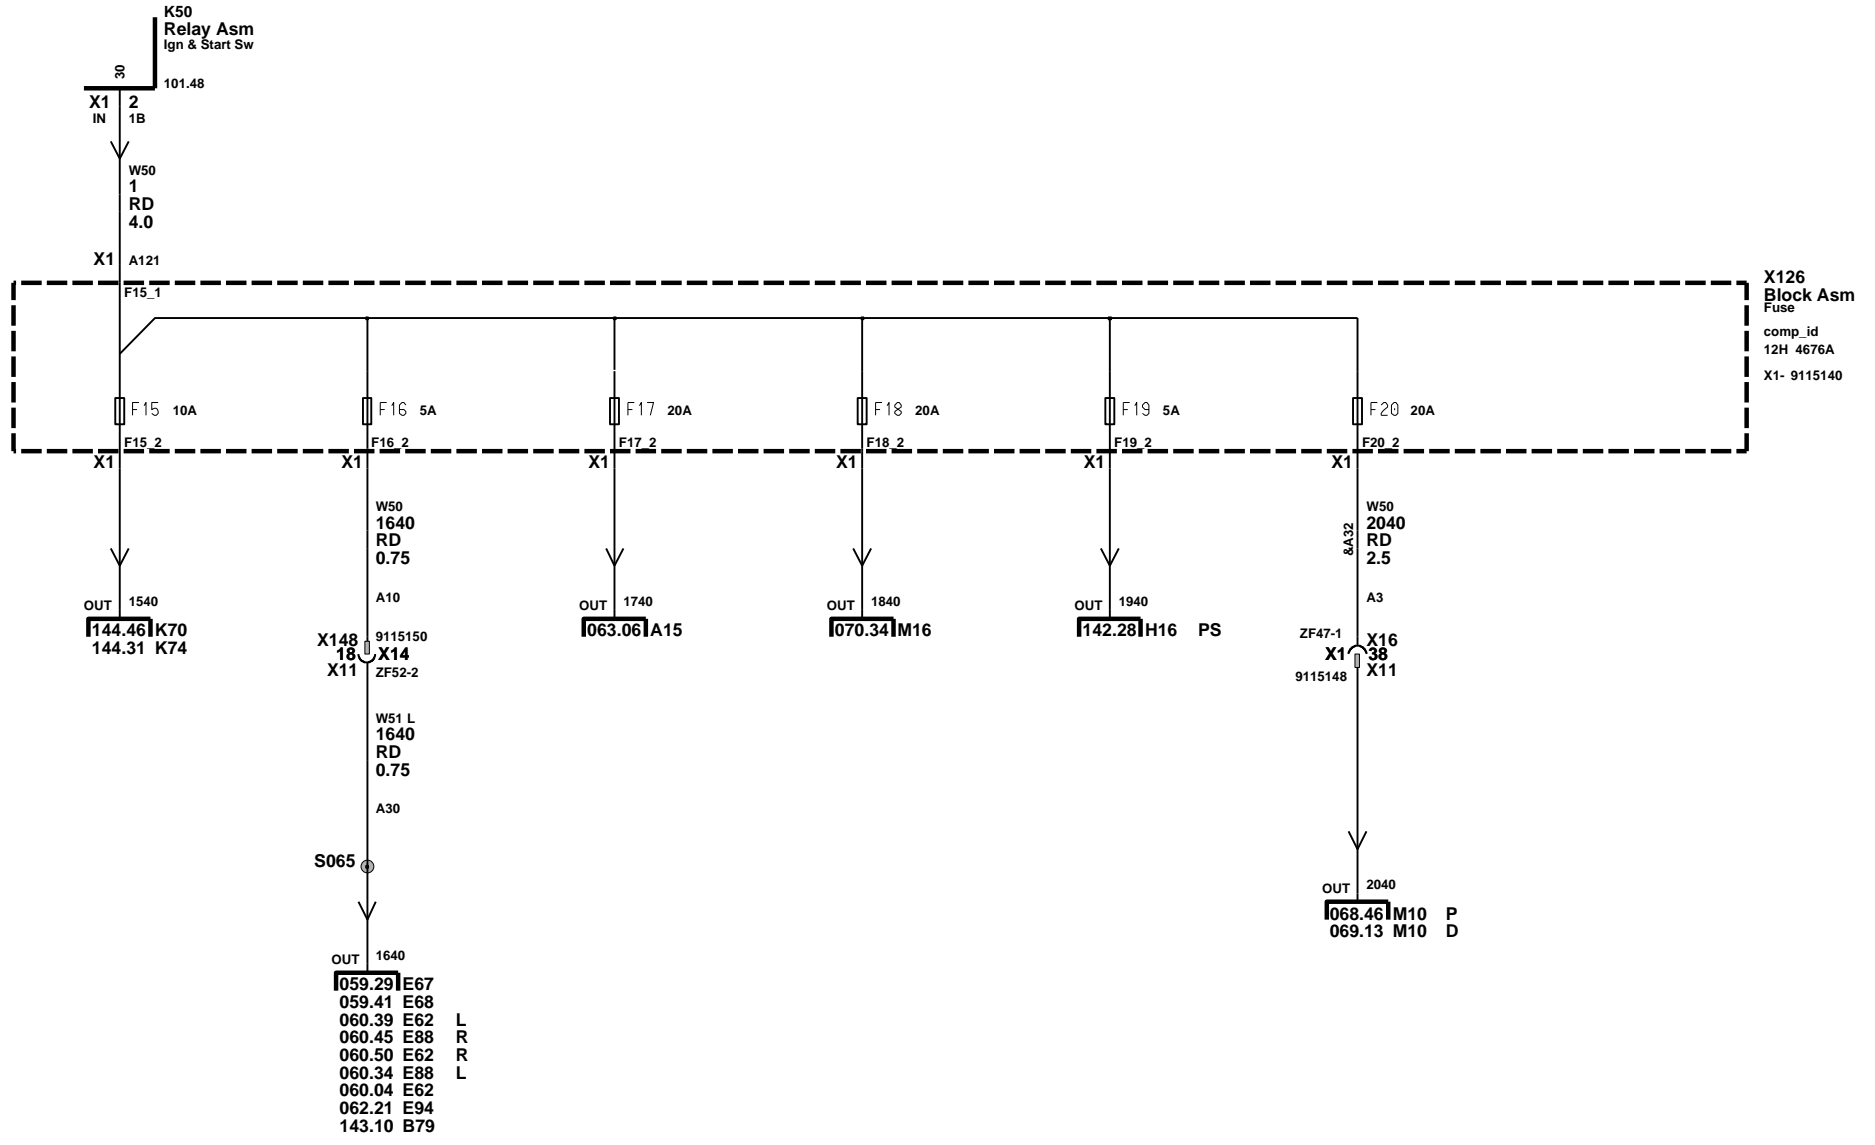 K50
Relay Asm
Ign & Start Sw
30
101.48
X1 2
IN 1B
W50
1
RD
4.0
X1 A121
F15_1
X126
Block Asm
Fuse
comp_id
12H 4676A
X1- 9115140
F15 10A
F16 5A
F17 20A
F18 20A
F19 5A
F20 20A
F15_2
F16_2
F17_2
F18_2
F19_2
F20_2
X1
X1
X1
X1
X1
X1
OUT 1540
144.46 K70
144.31 K74
W50
1640
RD
0.75
A10
X148 9115150
18 X14
X11 ZF52-2
W51 L
1640
RD
0.75
A30
S065
OUT 1640
059.29 E67
059.41 E68
060.39 E62 L
060.45 E88 R
060.50 E62 R
060.34 E88 L
060.04 E62
062.21 E94
143.10 B79
OUT 1740
063.06 A15
OUT 1840
070.34 M16
OUT 1940
142.28 H16 PS
W50
2040
RD
2.5
&A32
A3
ZF47-1 X16
X1 38
9115148 X11
OUT 2040
068.46 M10 P
069.13 M10 D